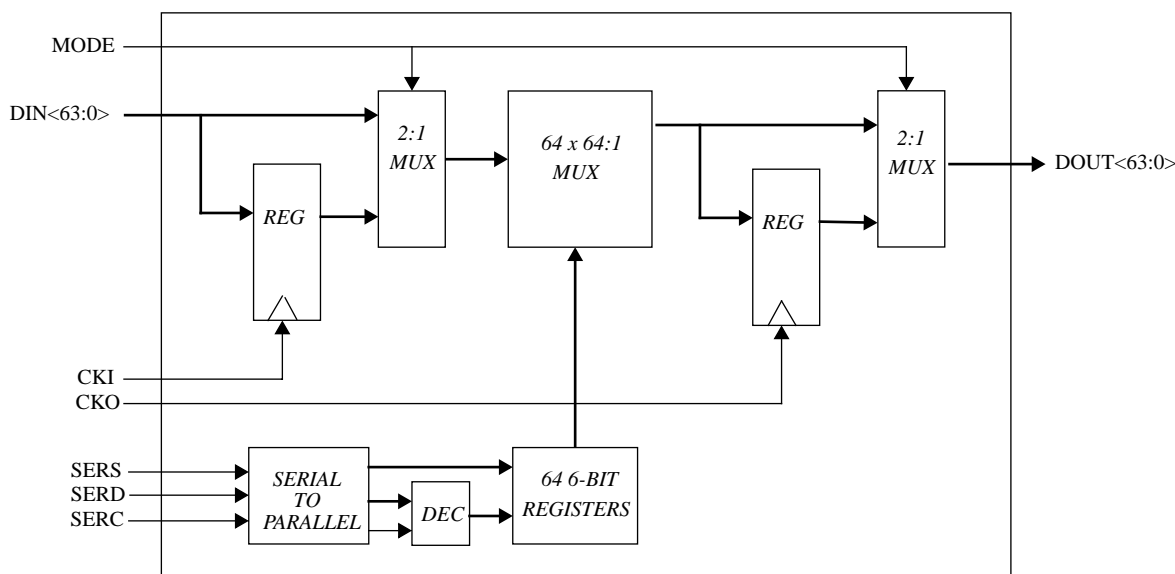 MODE
DIN<63:0>
2:1
MUX
64 x 64:1
MUX
2:1
MUX
DOUT<63:0>
REG
REG
CKI
CKO
SERS
SERD
SERC
SERIAL
TO
PARALLEL
DEC
64 6-BIT
REGISTERS